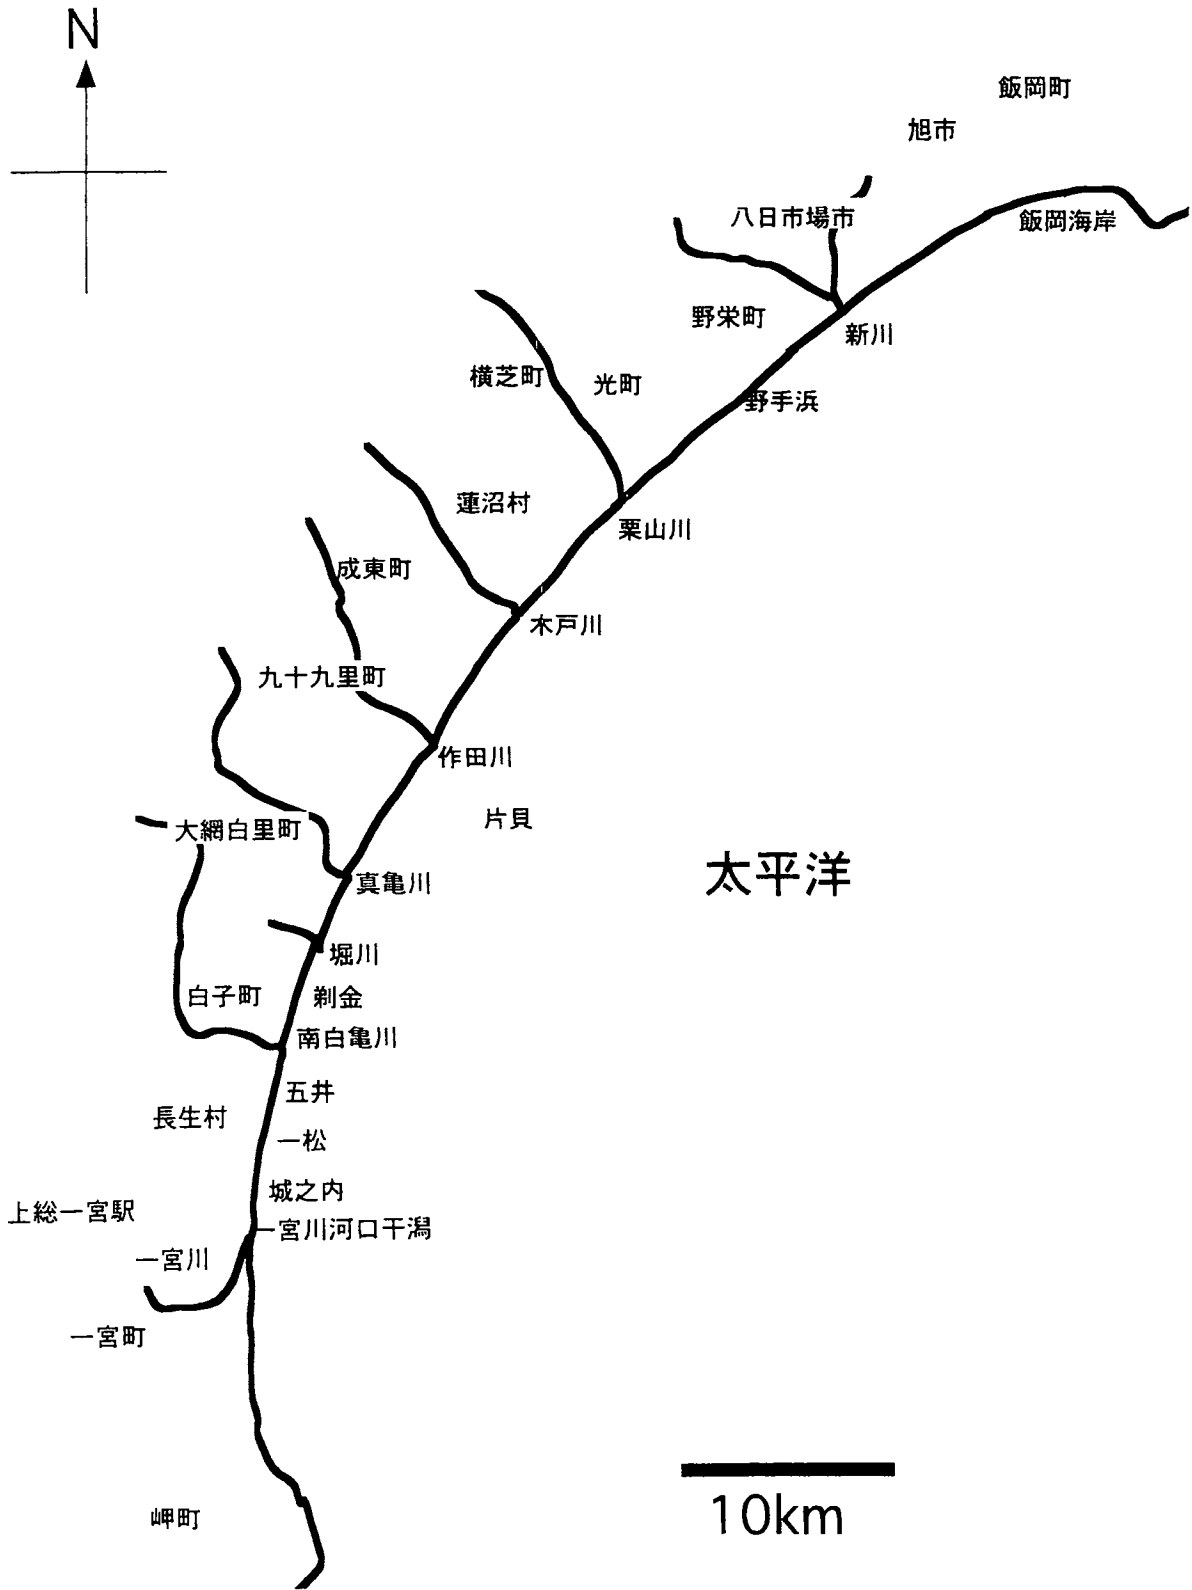 N
飯岡町
旭市
八日市場市
飯岡海岸
野栄町
新川
横芝町
光町
野手浜
蓮沼村
栗山川
成東町
木戸川
九十九里町
作田川
片貝
大網白里町
太平洋
真亀川
堀川
白子町
剃金
南白亀川
五井
長生村
一松
城之内
上総一宮駅
一宮川河口干潟
一宮川
一宮町
10km
岬町